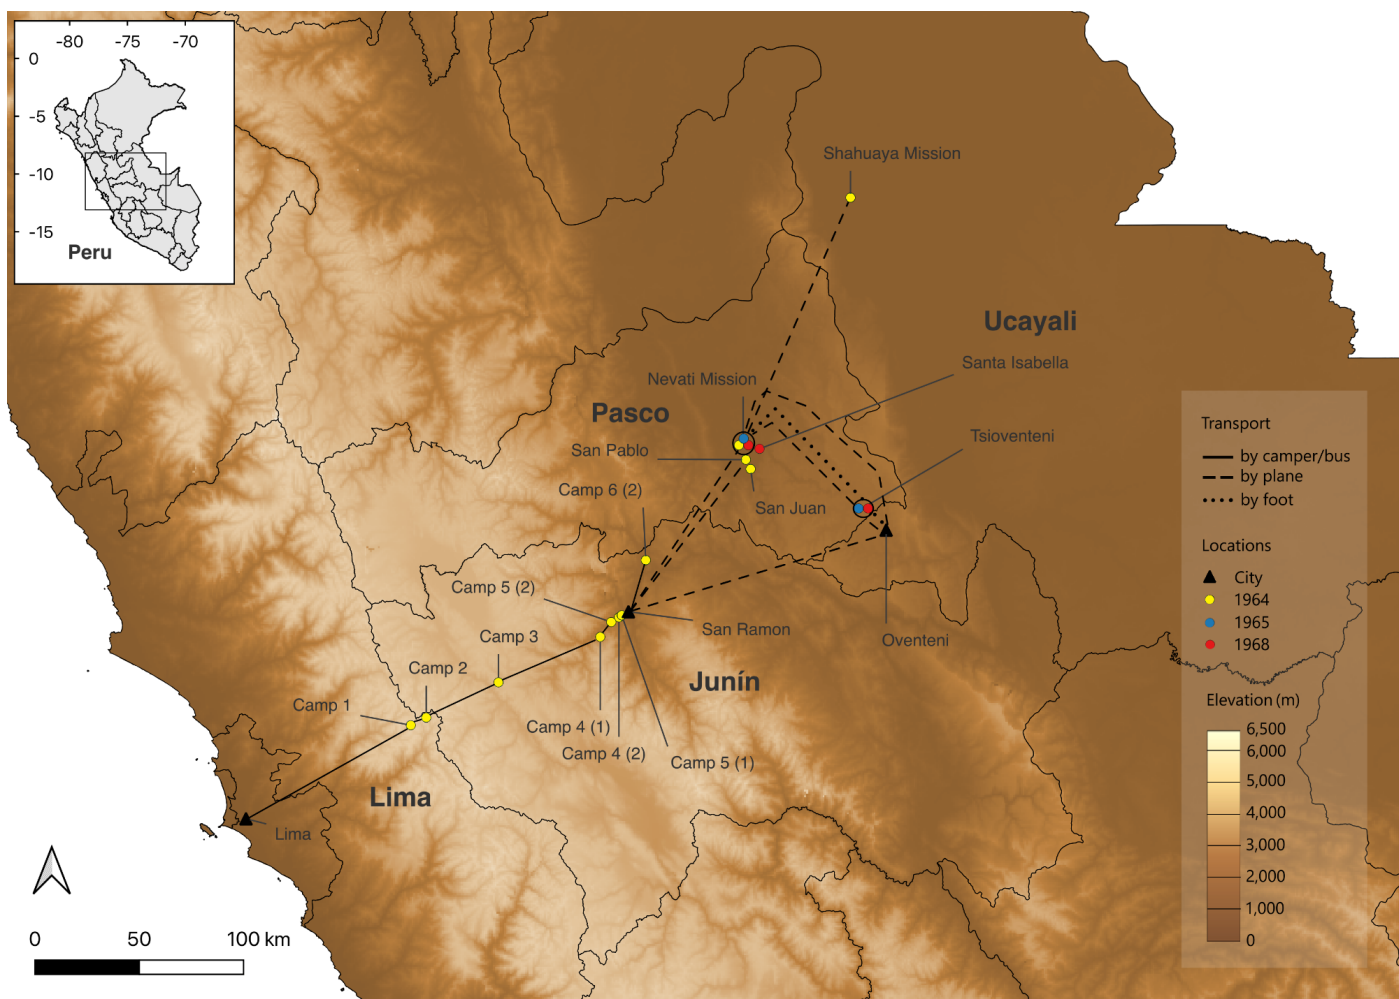 -80 -75 -70
0
-5
-10
-15
Peru
Shahuaya Mission
Ucayali
Santa Isabella
Nevati Mission
Pasco
Tsioventeni
San Pablo
Camp 6 (2)
San Juan
Camp 5 (2)
San Ramon
Oventeni
Camp 3
Camp 2
Junín
Camp 1
Camp 4 (1)
Camp 4 (2)
Camp 5 (1)
Lima
Lima
0 50 100 km
Transport
by camper/bus
by plane
by foot
Locations
City
1964
1965
1968
Elevation (m)
6,500
6,000
5,000
4,000
3,000
2,000
1,000
0